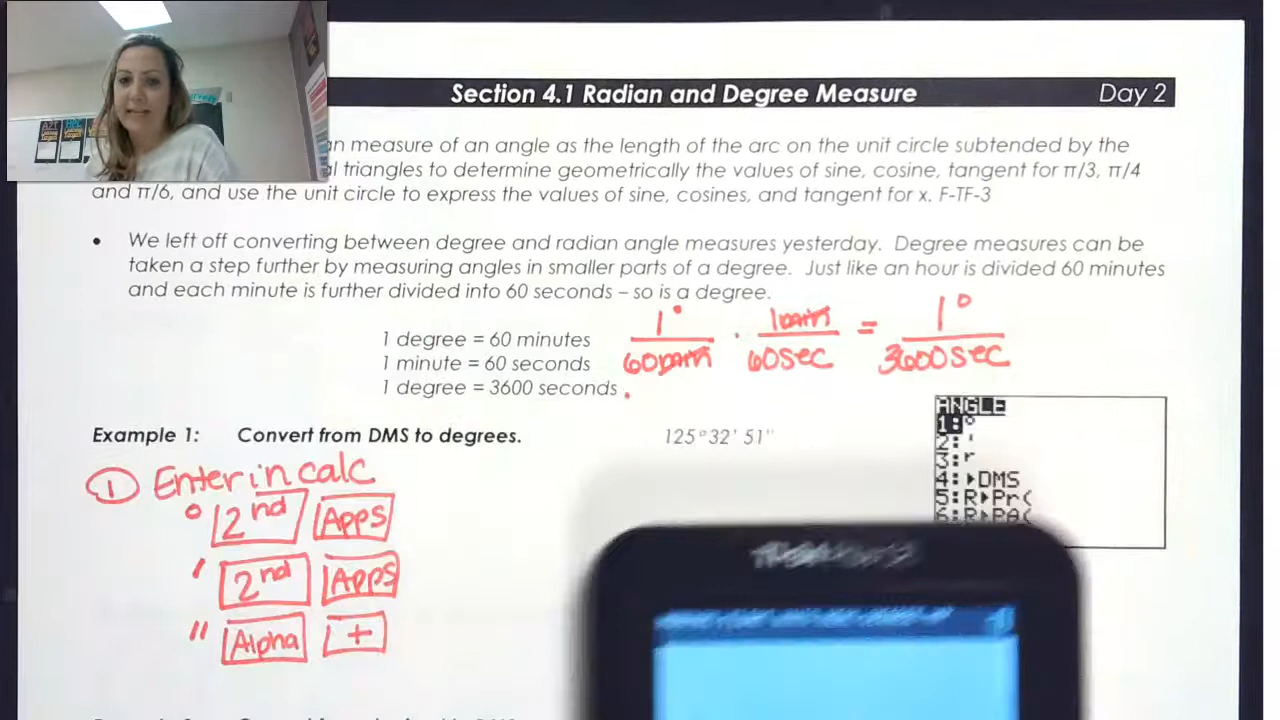 Section 4.1 Radian and Degree Measure Day 2
n measure of an angle as the length of the arc on the unit circle subtended by the
al triangles to determine geometrically the values of sine, cosine, tangent for π/3, π/4
and π/6, and use the unit circle to express the values of sine, cosines, and tangent for x. F-TF-3
• We left off converting between degree and radian angle measures yesterday. Degree measures can be
taken a step further by measuring angles in smaller parts of a degree. Just like an hour is divided 60 minutes
and each minute is further divided into 60 seconds – so is a degree.
1 degree = 60 minutes
1 minute = 60 seconds
1 degree = 3600 seconds
1° / 60min · 1min / 60sec = 1° / 3600sec
Example 1: Convert from DMS to degrees. 125°32' 51"
ANGLE
1:°
2:'
3:r
4:▸DMS
5:R▸Pr(
6:R▸Pθ(
① Enter in calc
° 2nd Apps
' 2nd Apps
" Alpha +